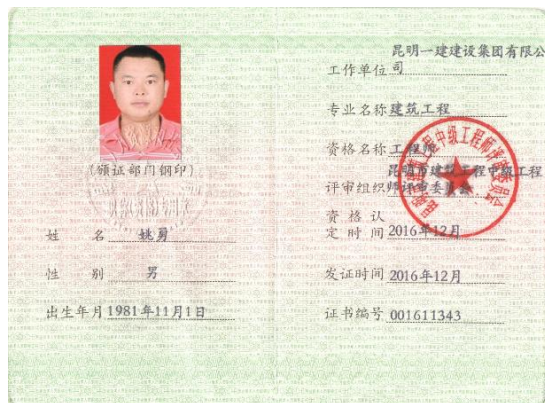 (颁证部门钢印)
姓 名 姚勇
性 别 男
出生年月 1981年11月1日
昆明一建建设集团有限公
工作单位 司
专业名称 建筑工程
资格名称 工程师
昆明市建筑工程中级工程
评审组织 师评审委员会
资 格 认
定 时 间 2016年12月
发证时间 2016年12月
证书编号 001611343